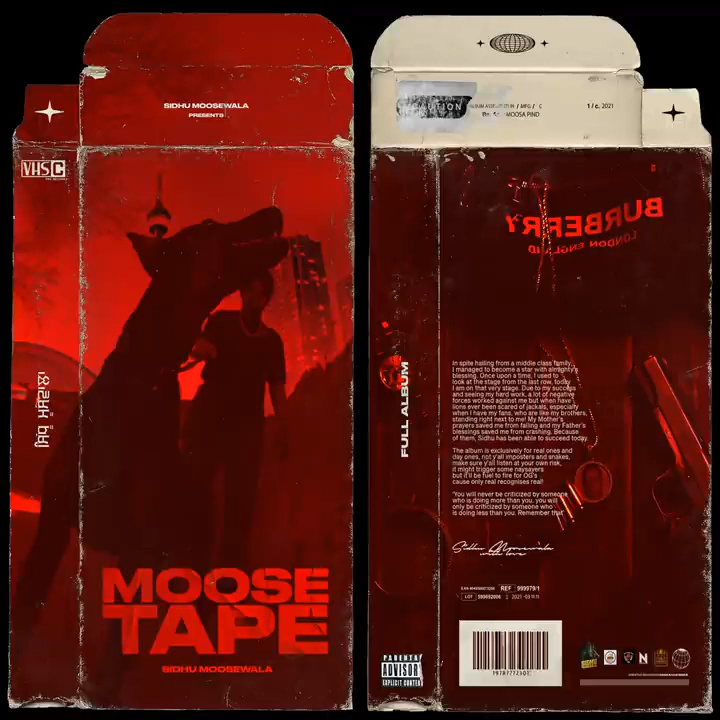 SIDHU MOOSEWALA
PRESENTS
VHS C
MOOSE
TAPE
SIDHU MOOSEWALA
1 / c. 2021
MOOSA PIND
BURBERRY
LONDON ENGLAND
FULL ALBUM
In spite hailing from a middle class family,
I managed to become a star with almighty's
blessing. Once upon a time, I used to
look at the stage from the last row, today
I am on that very stage. Due to my success
and seeing my hard work, a lot of negative
forces worked against me but when have
lions ever been scared of jackals, especially
when I have my fans, who are like my brothers,
standing right next to me! My Mother's
prayers saved me from falling and my Father's
blessings saved me from crashing. Because
of them, Sidhu has been able to succeed today.
The album is exclusively for real ones and
day ones, not y'all imposters and snakes,
make sure y'all listen at your own risk,
it might trigger some naysayers
but it'll be fuel to fire for OG's
cause only real recognises real!
"You will never be criticized by someone
who is doing more than you, you will
only be criticized by someone who
is doing less than you. Remember that"
Sidhu Moosewala
with love
REF 999979/1
LOT
PARENTAL
ADVISORY
EXPLICIT CONTENT